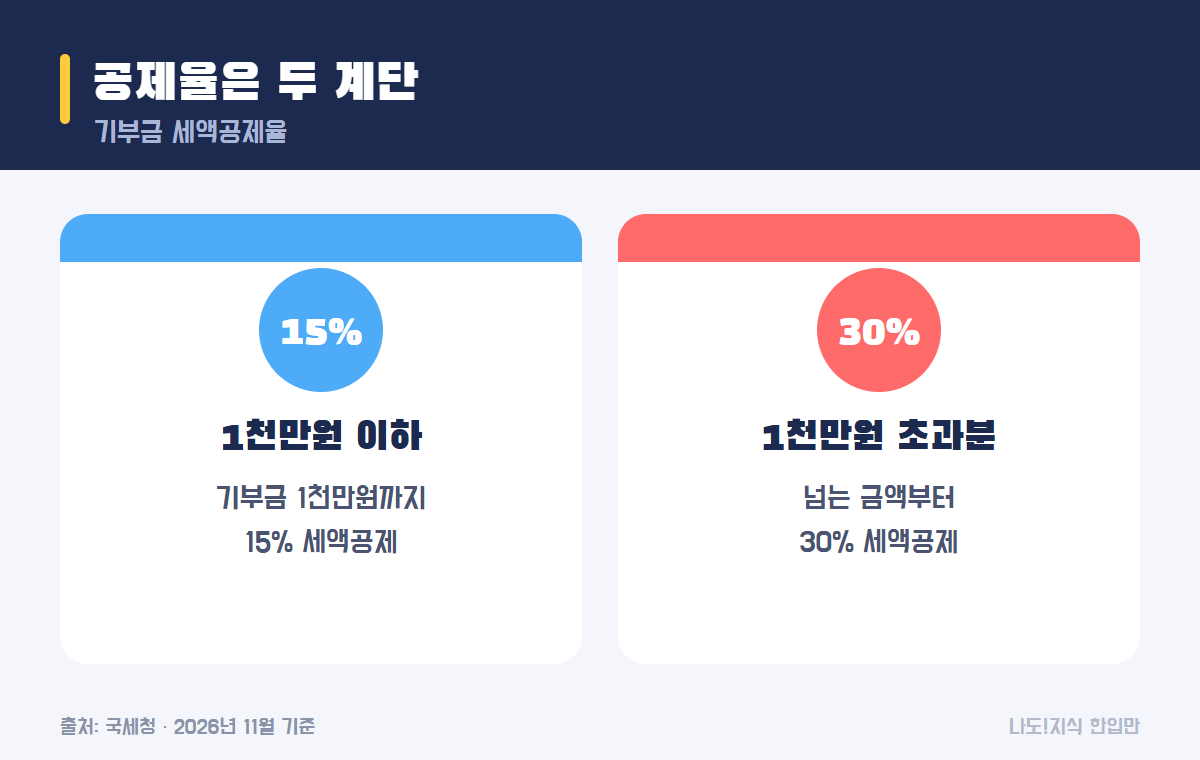 공제율은 두 계단
기부금 세액공제율
15%
1천만원 이하
기부금 1천만원까지
15% 세액공제
30%
1천만원 초과분
넘는 금액부터
30% 세액공제
출처: 국세청 · 2026년 11월 기준
나도!지식 한입만